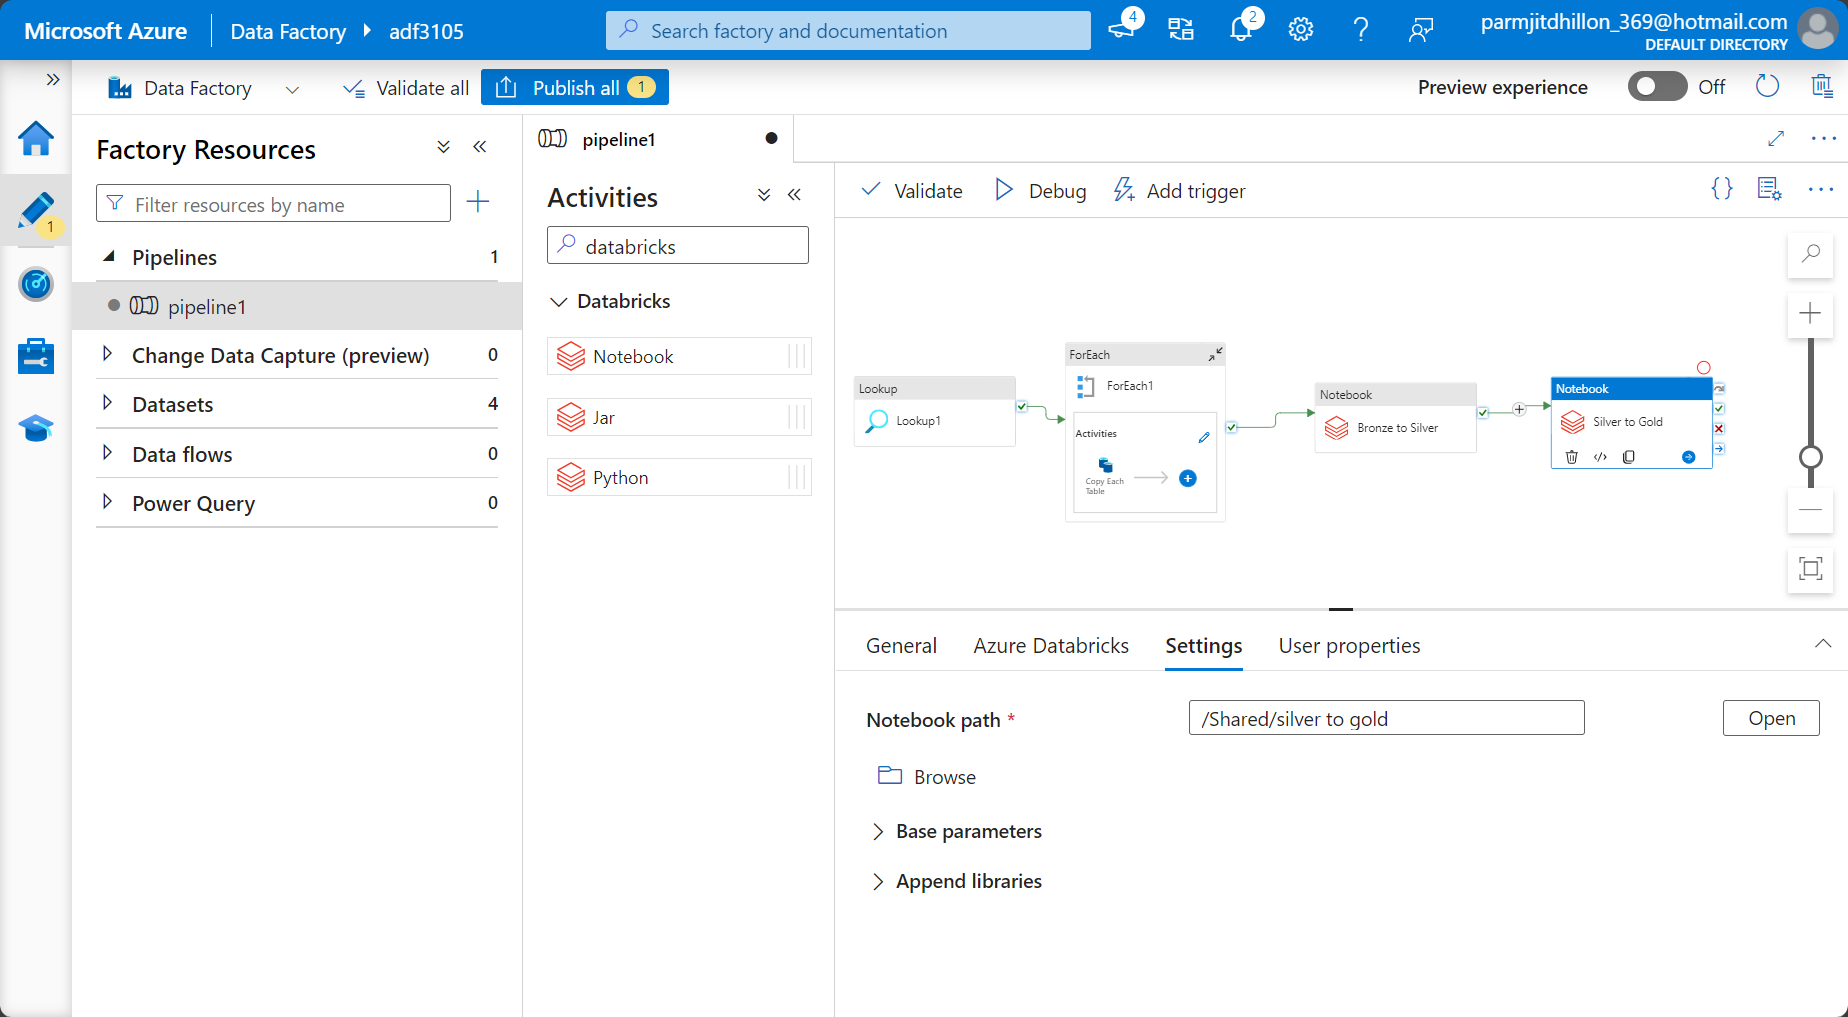 Microsoft Azure
Data Factory
adf3105
Search factory and documentation
4
2
parmjitdhillon_369@hotmail.com
DEFAULT DIRECTORY
Data Factory
Validate all
Publish all
1
Preview experience
Off
1
Factory Resources
Filter resources by name
Pipelines
1
pipeline1
Change Data Capture (preview)
0
Datasets
4
Data flows
0
Power Query
0
pipeline1
Activities
databricks
Databricks
Notebook
Jar
Python
Validate
Debug
Add trigger
Lookup
Lookup1
ForEach
ForEach1
Activities
Copy Each
Table
Notebook
Bronze to Silver
Notebook
Silver to Gold
General
Azure Databricks
Settings
User properties
Notebook path *
/Shared/silver to gold
Open
Browse
Base parameters
Append libraries